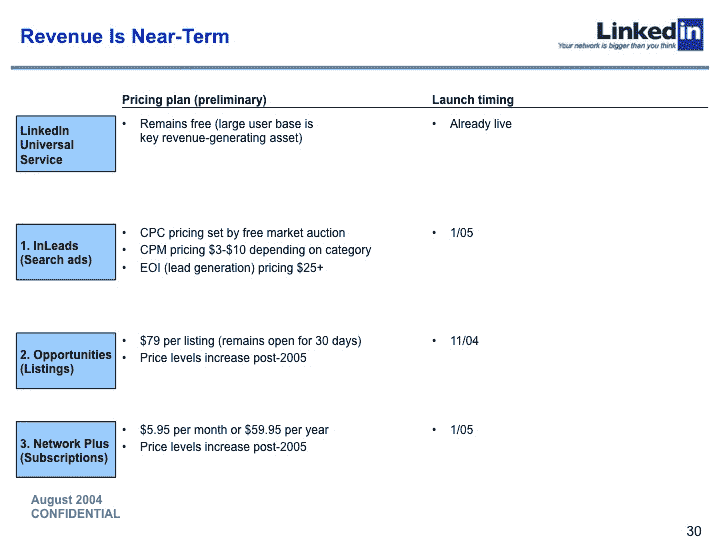 Revenue Is Near-Term
Linkedin
Your network is bigger than you think
Pricing plan (preliminary)
Launch timing
LinkedIn
Universal
Service
• Remains free (large user base is
key revenue-generating asset)
• Already live
1. InLeads
(Search ads)
• CPC pricing set by free market auction
• CPM pricing $3-$10 depending on category
• EOI (lead generation) pricing $25+
• 1/05
2. Opportunities
(Listings)
• $79 per listing (remains open for 30 days)
• Price levels increase post-2005
• 11/04
3. Network Plus
(Subscriptions)
• $5.95 per month or $59.95 per year
• Price levels increase post-2005
• 1/05
August 2004
CONFIDENTIAL
30